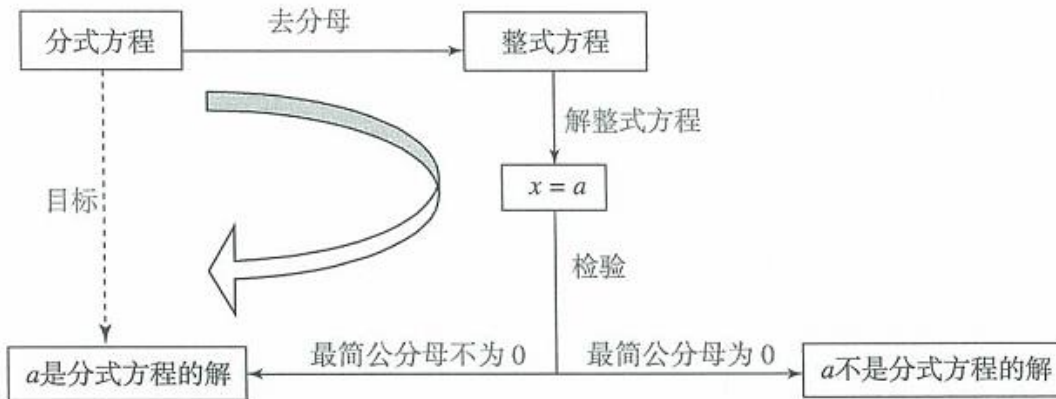 分式方程
去分母
整式方程
解整式方程
x = a
目标
检验
最简公分母不为 0
最简公分母为 0
a是分式方程的解
a不是分式方程的解